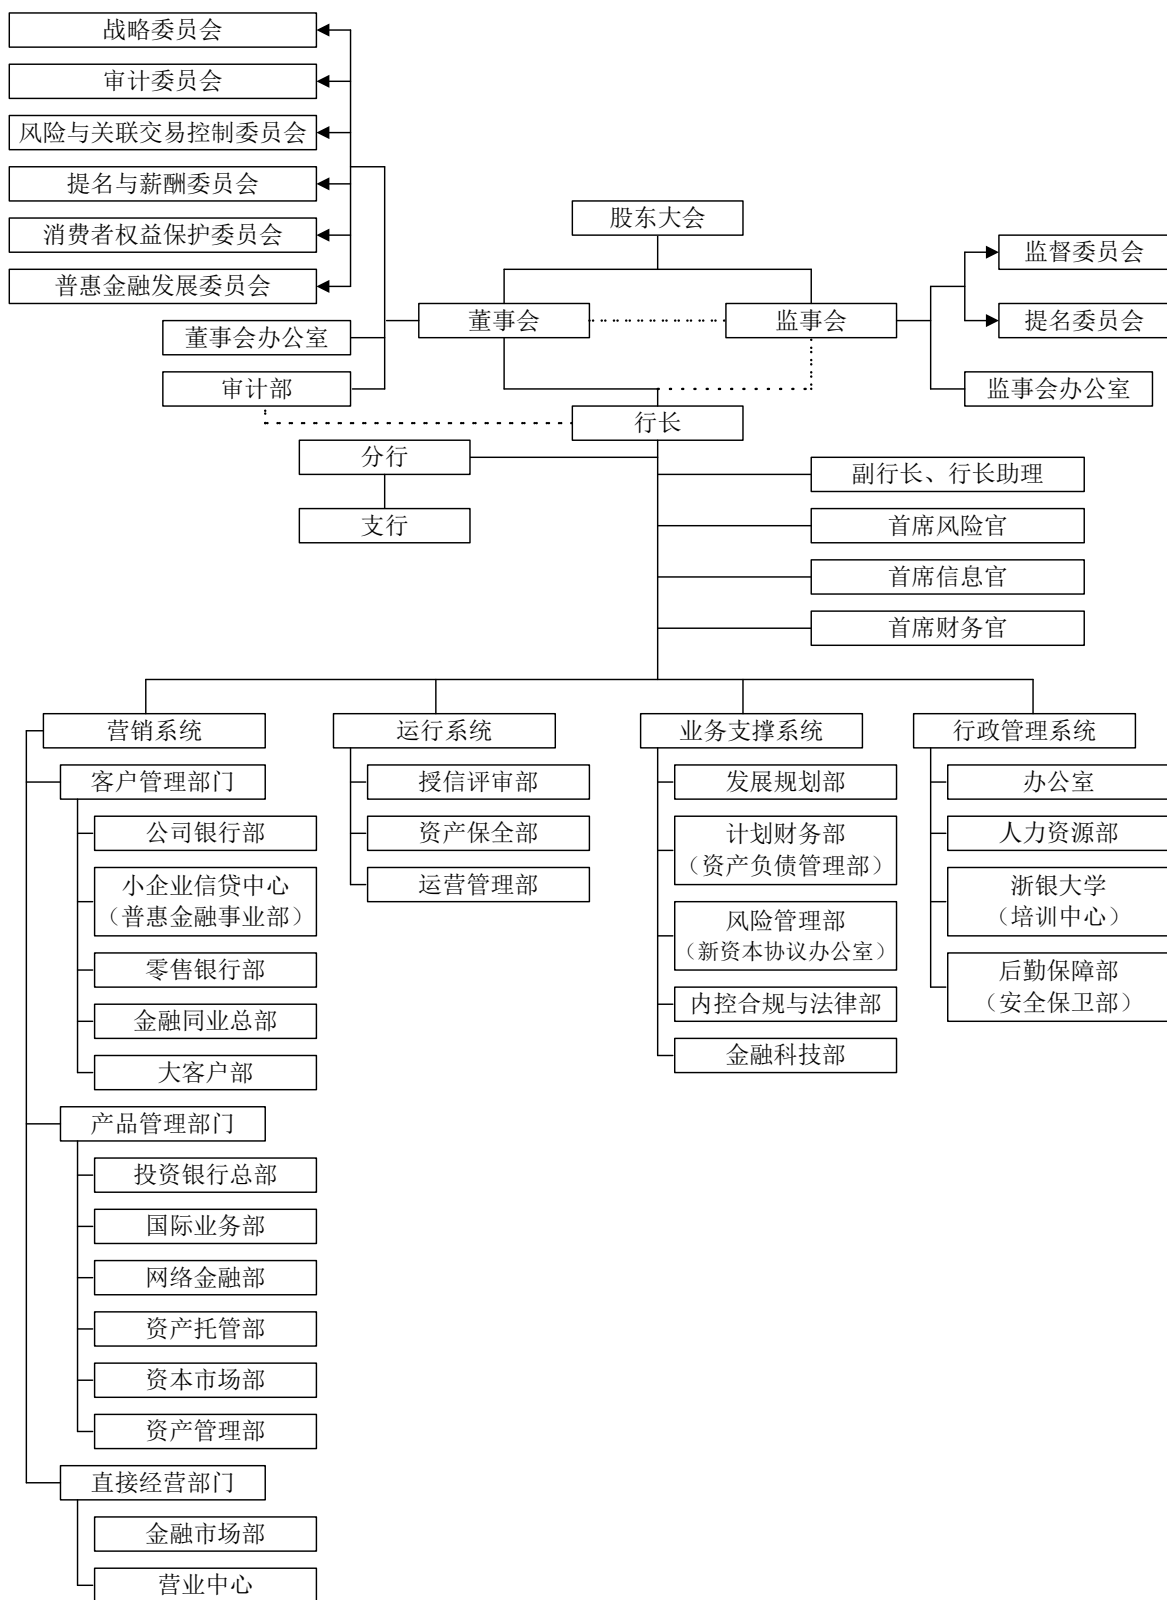 战略委员会
审计委员会
风险与关联交易控制委员会
提名与薪酬委员会
消费者权益保护委员会
普惠金融发展委员会
董事会办公室
审计部
股东大会
董事会
监事会
监督委员会
提名委员会
监事会办公室
行长
分行
支行
副行长、行长助理
首席风险官
首席信息官
首席财务官
营销系统
客户管理部门
公司银行部
小企业信贷中心
（普惠金融事业部）
零售银行部
金融同业总部
大客户部
产品管理部门
投资银行总部
国际业务部
网络金融部
资产托管部
资本市场部
资产管理部
直接经营部门
金融市场部
营业中心
运行系统
授信评审部
资产保全部
运营管理部
业务支撑系统
发展规划部
计划财务部
（资产负债管理部）
风险管理部
（新资本协议办公室）
内控合规与法律部
金融科技部
行政管理系统
办公室
人力资源部
浙银大学
（培训中心）
后勤保障部
（安全保卫部）